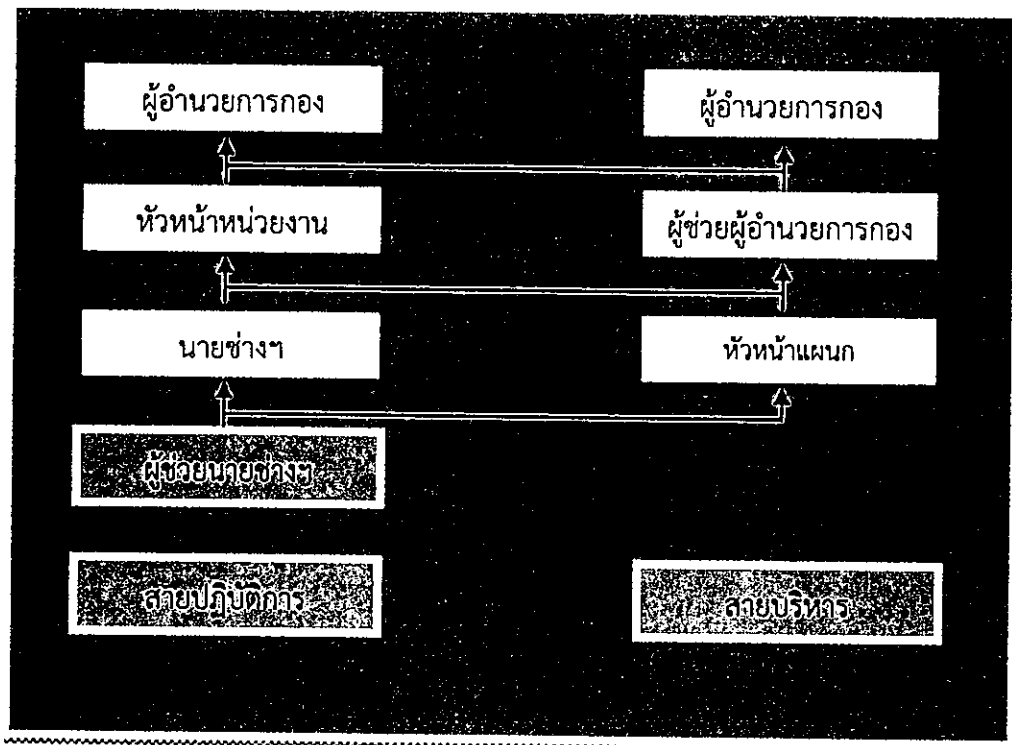 ผู้อำนวยการกอง
ผู้อำนวยการกอง
หัวหน้าหน่วยงาน
ผู้ช่วยผู้อำนวยการกอง
นายช่างฯ
หัวหน้าแผนก
ผู้ช่วยนายช่างฯ
สายปฏิบัติการ
สายบริหาร